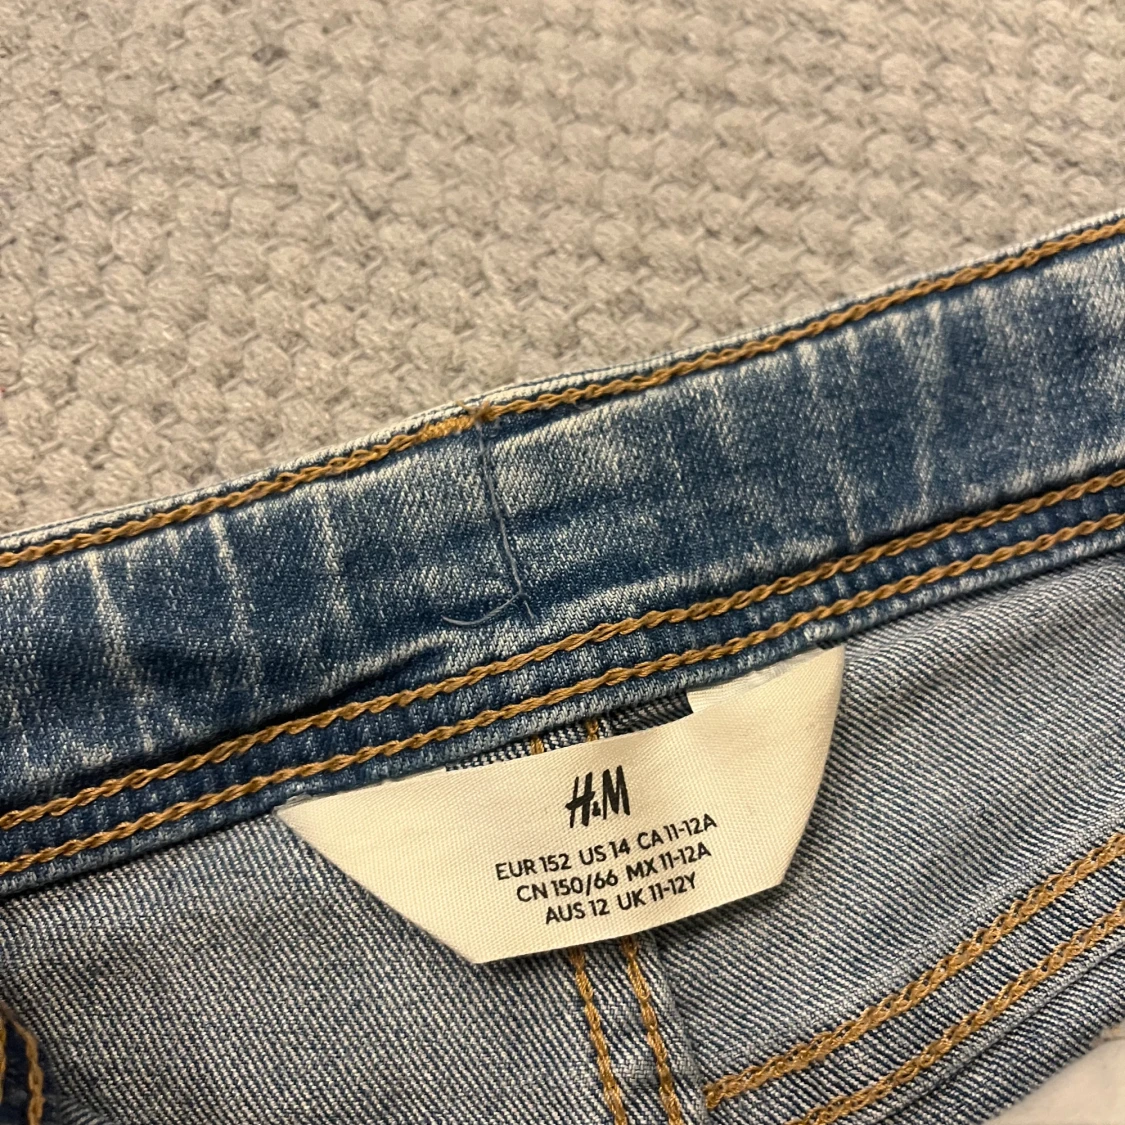 H&M
EUR 152 US 14 CA 11-12A
CN 150/66 MX 11-12A
AUS 12 UK 11-12Y